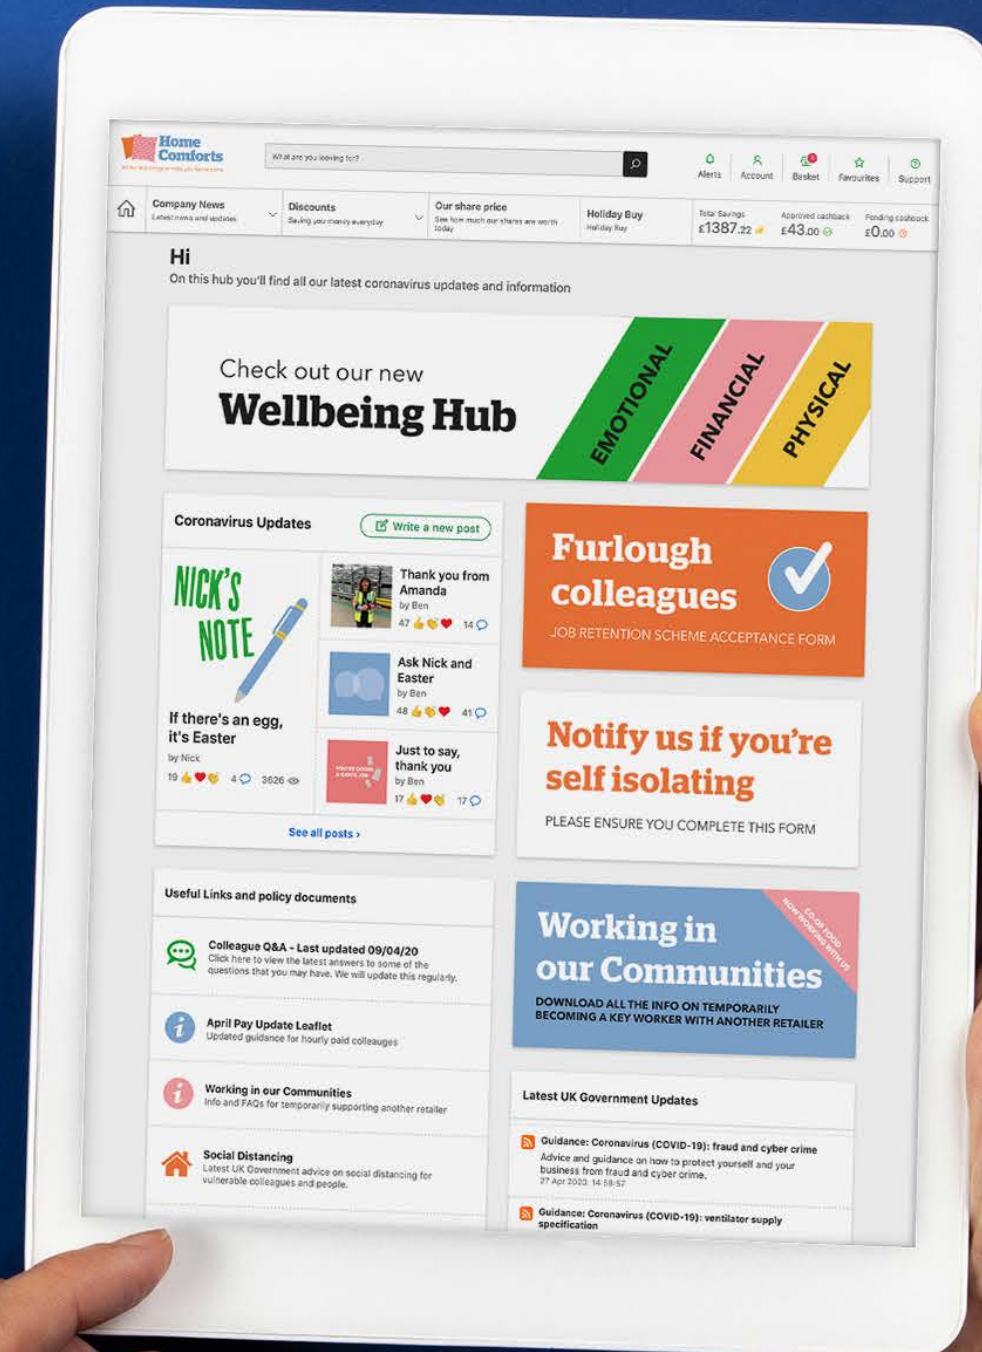 Home
Comforts
What are you looking for?
Alerts
Account
Basket
Favourites
Support
Company News
Latest news and updates
Discounts
Saving you money everyday
Our share price
See how much our shares are worth
today
Holiday Buy
Holiday Buy
Total Savings
£1387.22
Approved cashback
£43.00
Pending cashback
£0.00
Hi
On this hub you'll find all our latest coronavirus updates and information
Check out our new
Wellbeing Hub
EMOTIONAL
FINANCIAL
PHYSICAL
Coronavirus Updates
Write a new post
NICK'S
NOTE
If there's an egg,
it's Easter
by Nick
19 4 3626
Thank you from
Amanda
by Ben
47 14
Ask Nick and
Easter
by Ben
48 41
Just to say,
thank you
by Ben
17 17
See all posts ›
Furlough
colleagues
JOB RETENTION SCHEME ACCEPTANCE FORM
Notify us if you're
self isolating
PLEASE ENSURE YOU COMPLETE THIS FORM
Useful Links and policy documents
Colleague Q&A - Last updated 09/04/20
Click here to view the latest answers to some of the
questions that you may have. We will update this regularly.
April Pay Update Leaflet
Updated guidance for hourly paid colleauges
Working in our Communities
Info and FAQs for temporarily supporting another retailer
Social Distancing
Latest UK Government advice on social distancing for
vulnerable colleagues and people.
Working in
our Communities
CO-OP FOOD
NOW WORKING WITH US
DOWNLOAD ALL THE INFO ON TEMPORARILY
BECOMING A KEY WORKER WITH ANOTHER RETAILER
Latest UK Government Updates
Guidance: Coronavirus (COVID-19): fraud and cyber crime
Advice and guidance on how to protect yourself and your
business from fraud and cyber crime.
27 Apr 2020, 14:58:57
Guidance: Coronavirus (COVID-19): ventilator supply
specification